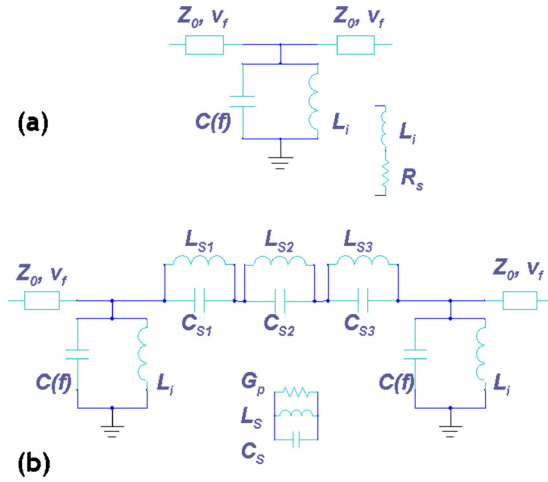 Z0, vf Z0, vf
(a) C(f) Li Li
Rs
LS1 LS2 LS3
Z0, vf Z0, vf
CS1 CS2 CS3
C(f) Li C(f) Li
Gp
LS
CS
(b)